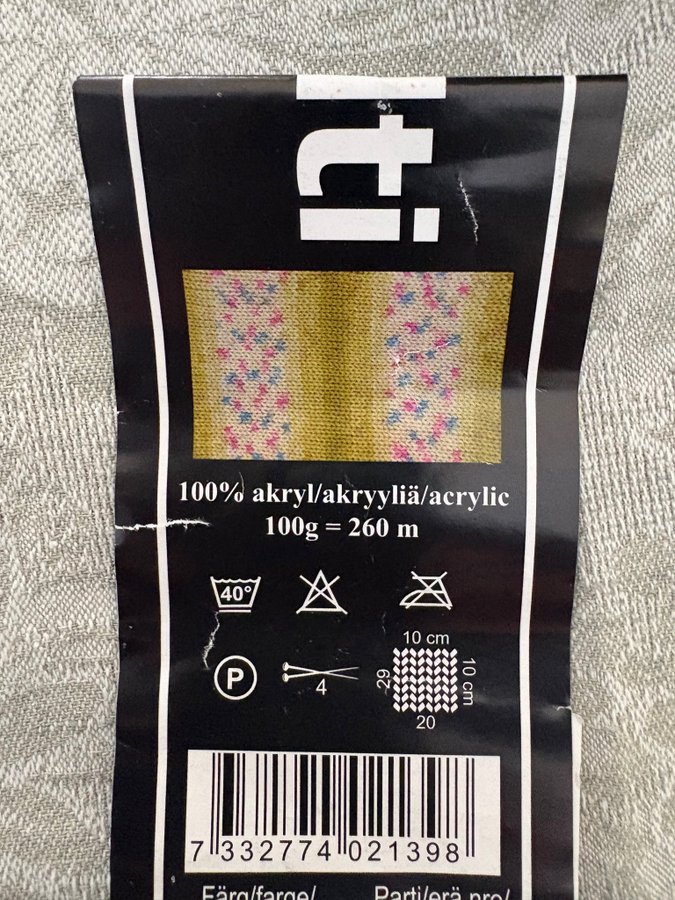 ti
100% akryl/akryyliä/acrylic
100g = 260 m
40°
P
4
10 cm
10 cm
29
20
7 332774 021398
Färg/farge/
Parti/erä nro/